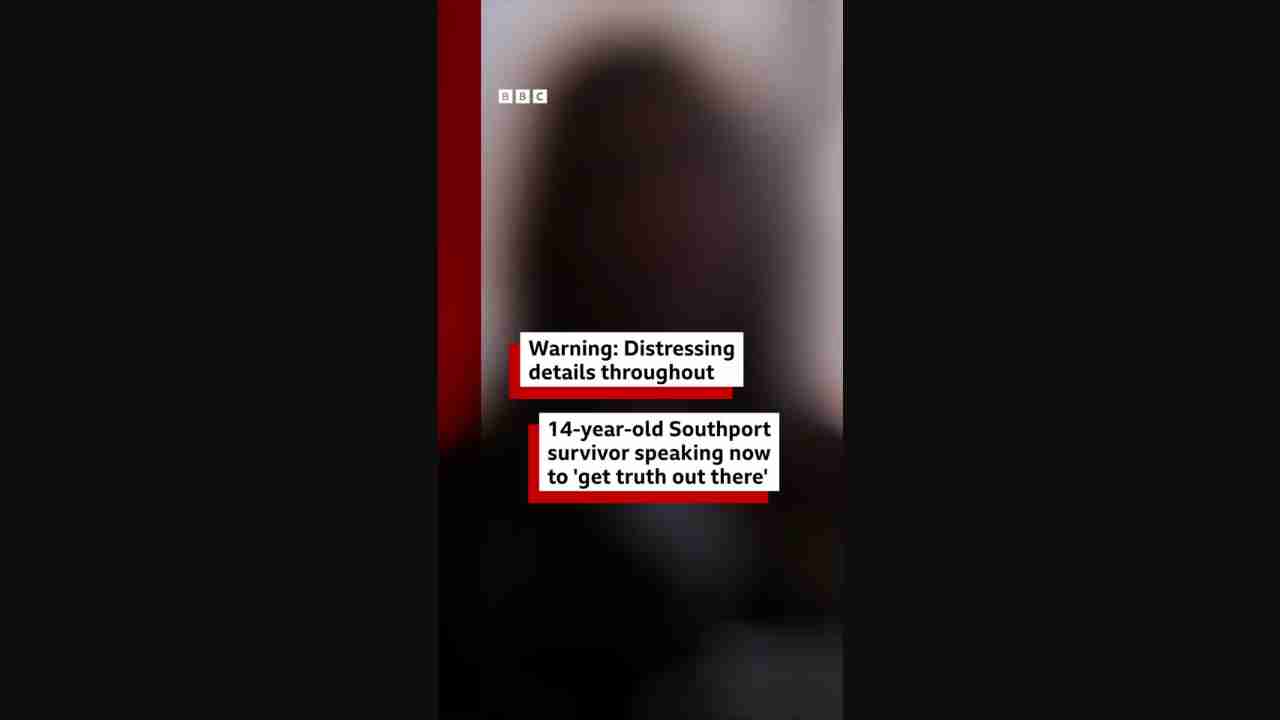 BBC
Warning: Distressing
details throughout
14-year-old Southport
survivor speaking now
to 'get truth out there'